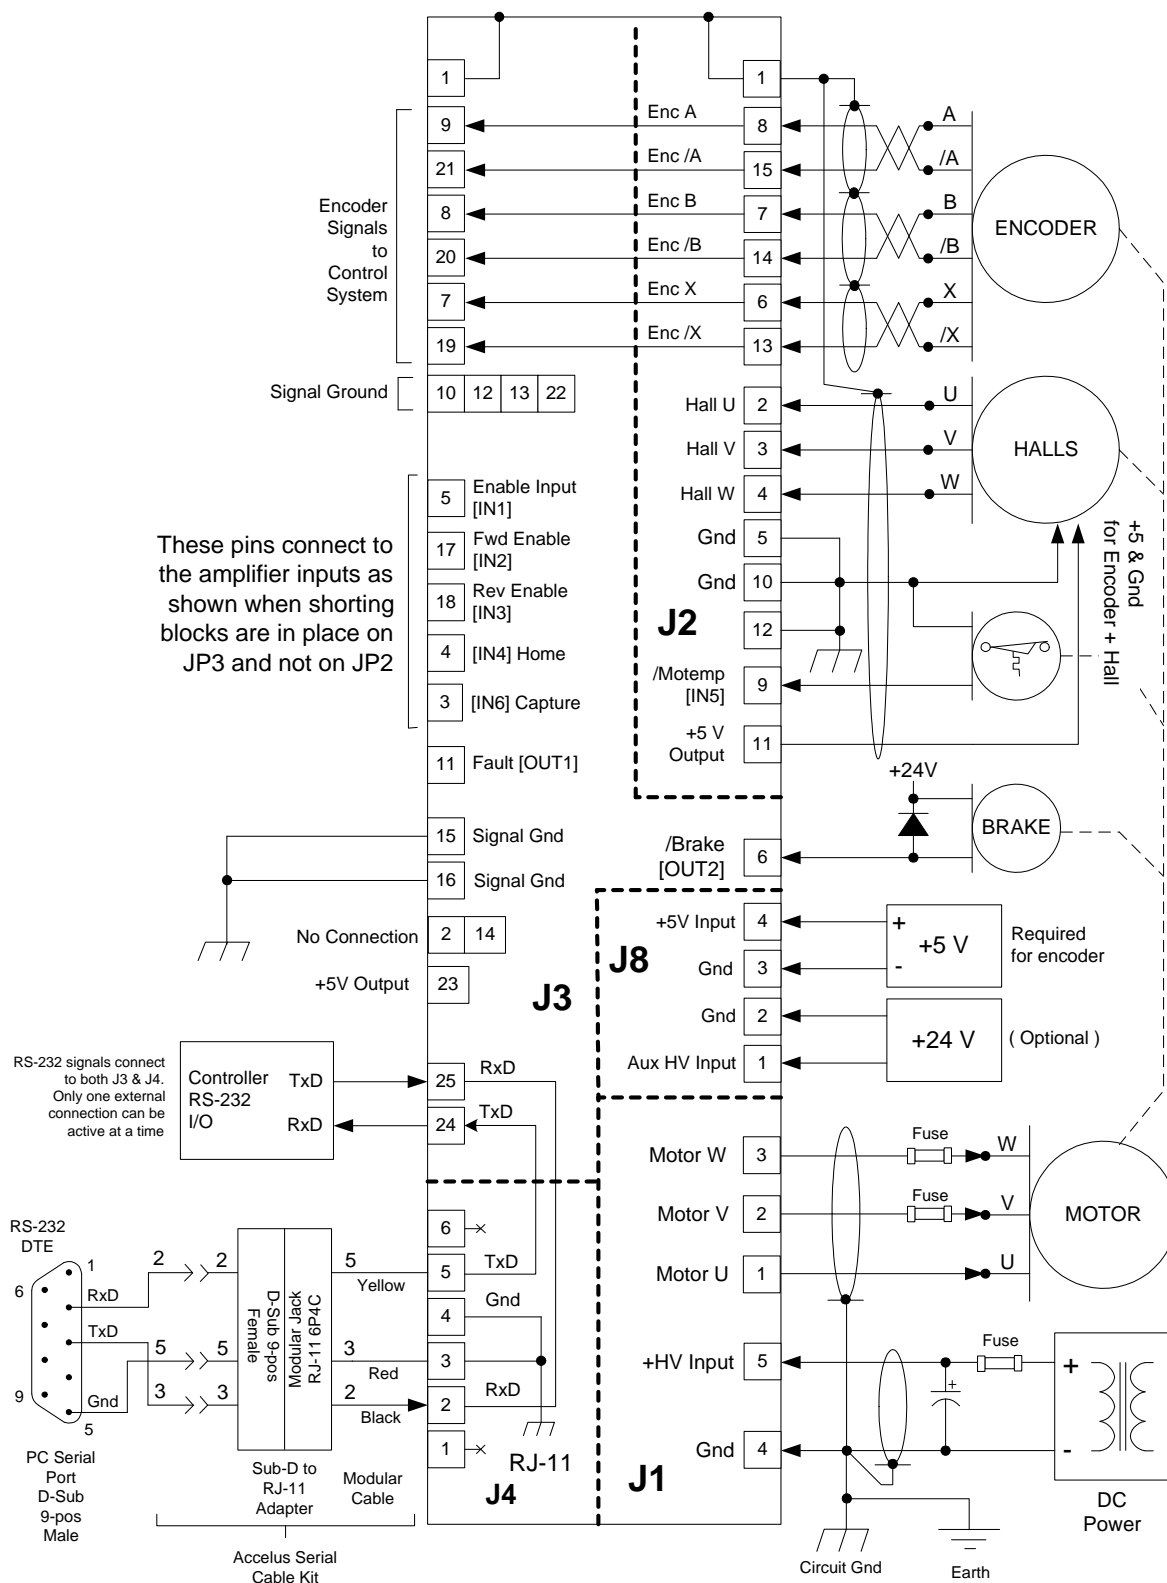 1
1
9
Enc A
8
A
21
Enc /A
15
/A
Encoder
Signals
to
Control
System
8
Enc B
7
B
ENCODER
20
Enc /B
14
/B
7
Enc X
6
X
19
Enc /X
13
/X
Signal Ground
10 12 13 22
Hall U
2
U
Hall V
3
V
HALLS
Hall W
4
W
These pins connect to
the amplifier inputs as
shown when shorting
blocks are in place on
JP3 and not on JP2
5
Enable Input
[IN1]
17
Fwd Enable
[IN2]
18
Rev Enable
[IN3]
4
[IN4] Home
3
[IN6] Capture
11
Fault [OUT1]
Gnd
5
Gnd
10
12
J2
/Motemp
[IN5]
9
+5 V
Output
11
+5 & Gnd
for Encoder + Hall
+24V
BRAKE
/Brake
[OUT2]
6
15
Signal Gnd
16
Signal Gnd
No Connection
2 14
+5V Output
23
J3
J8
+5V Input
4
+
+5 V
-
Required
for encoder
Gnd
3
Gnd
2
+24 V
( Optional )
Aux HV Input
1
RS-232 signals connect
to both J3 & J4.
Only one external
connection can be
active at a time
Controller
RS-232
I/O
TxD
RxD
25
RxD
24
TxD
Motor W
3
Fuse
W
Motor V
2
Fuse
V
MOTOR
Motor U
1
U
RS-232
DTE
1
6
RxD
TxD
9
Gnd
5
2
2
5
5
3
3
D-Sub 9-pos
Female
Modular Jack
RJ-11 6P4C
5
Yellow
3
Red
2
Black
6
5
TxD
4
Gnd
3
2
RxD
1
RJ-11
J4
J1
+HV Input
5
+
Fuse
+
Gnd
4
-
DC
Power
PC Serial
Port
D-Sub
9-pos
Male
Sub-D to
RJ-11
Adapter
Modular
Cable
Accelus Serial
Cable Kit
Circuit Gnd
Earth